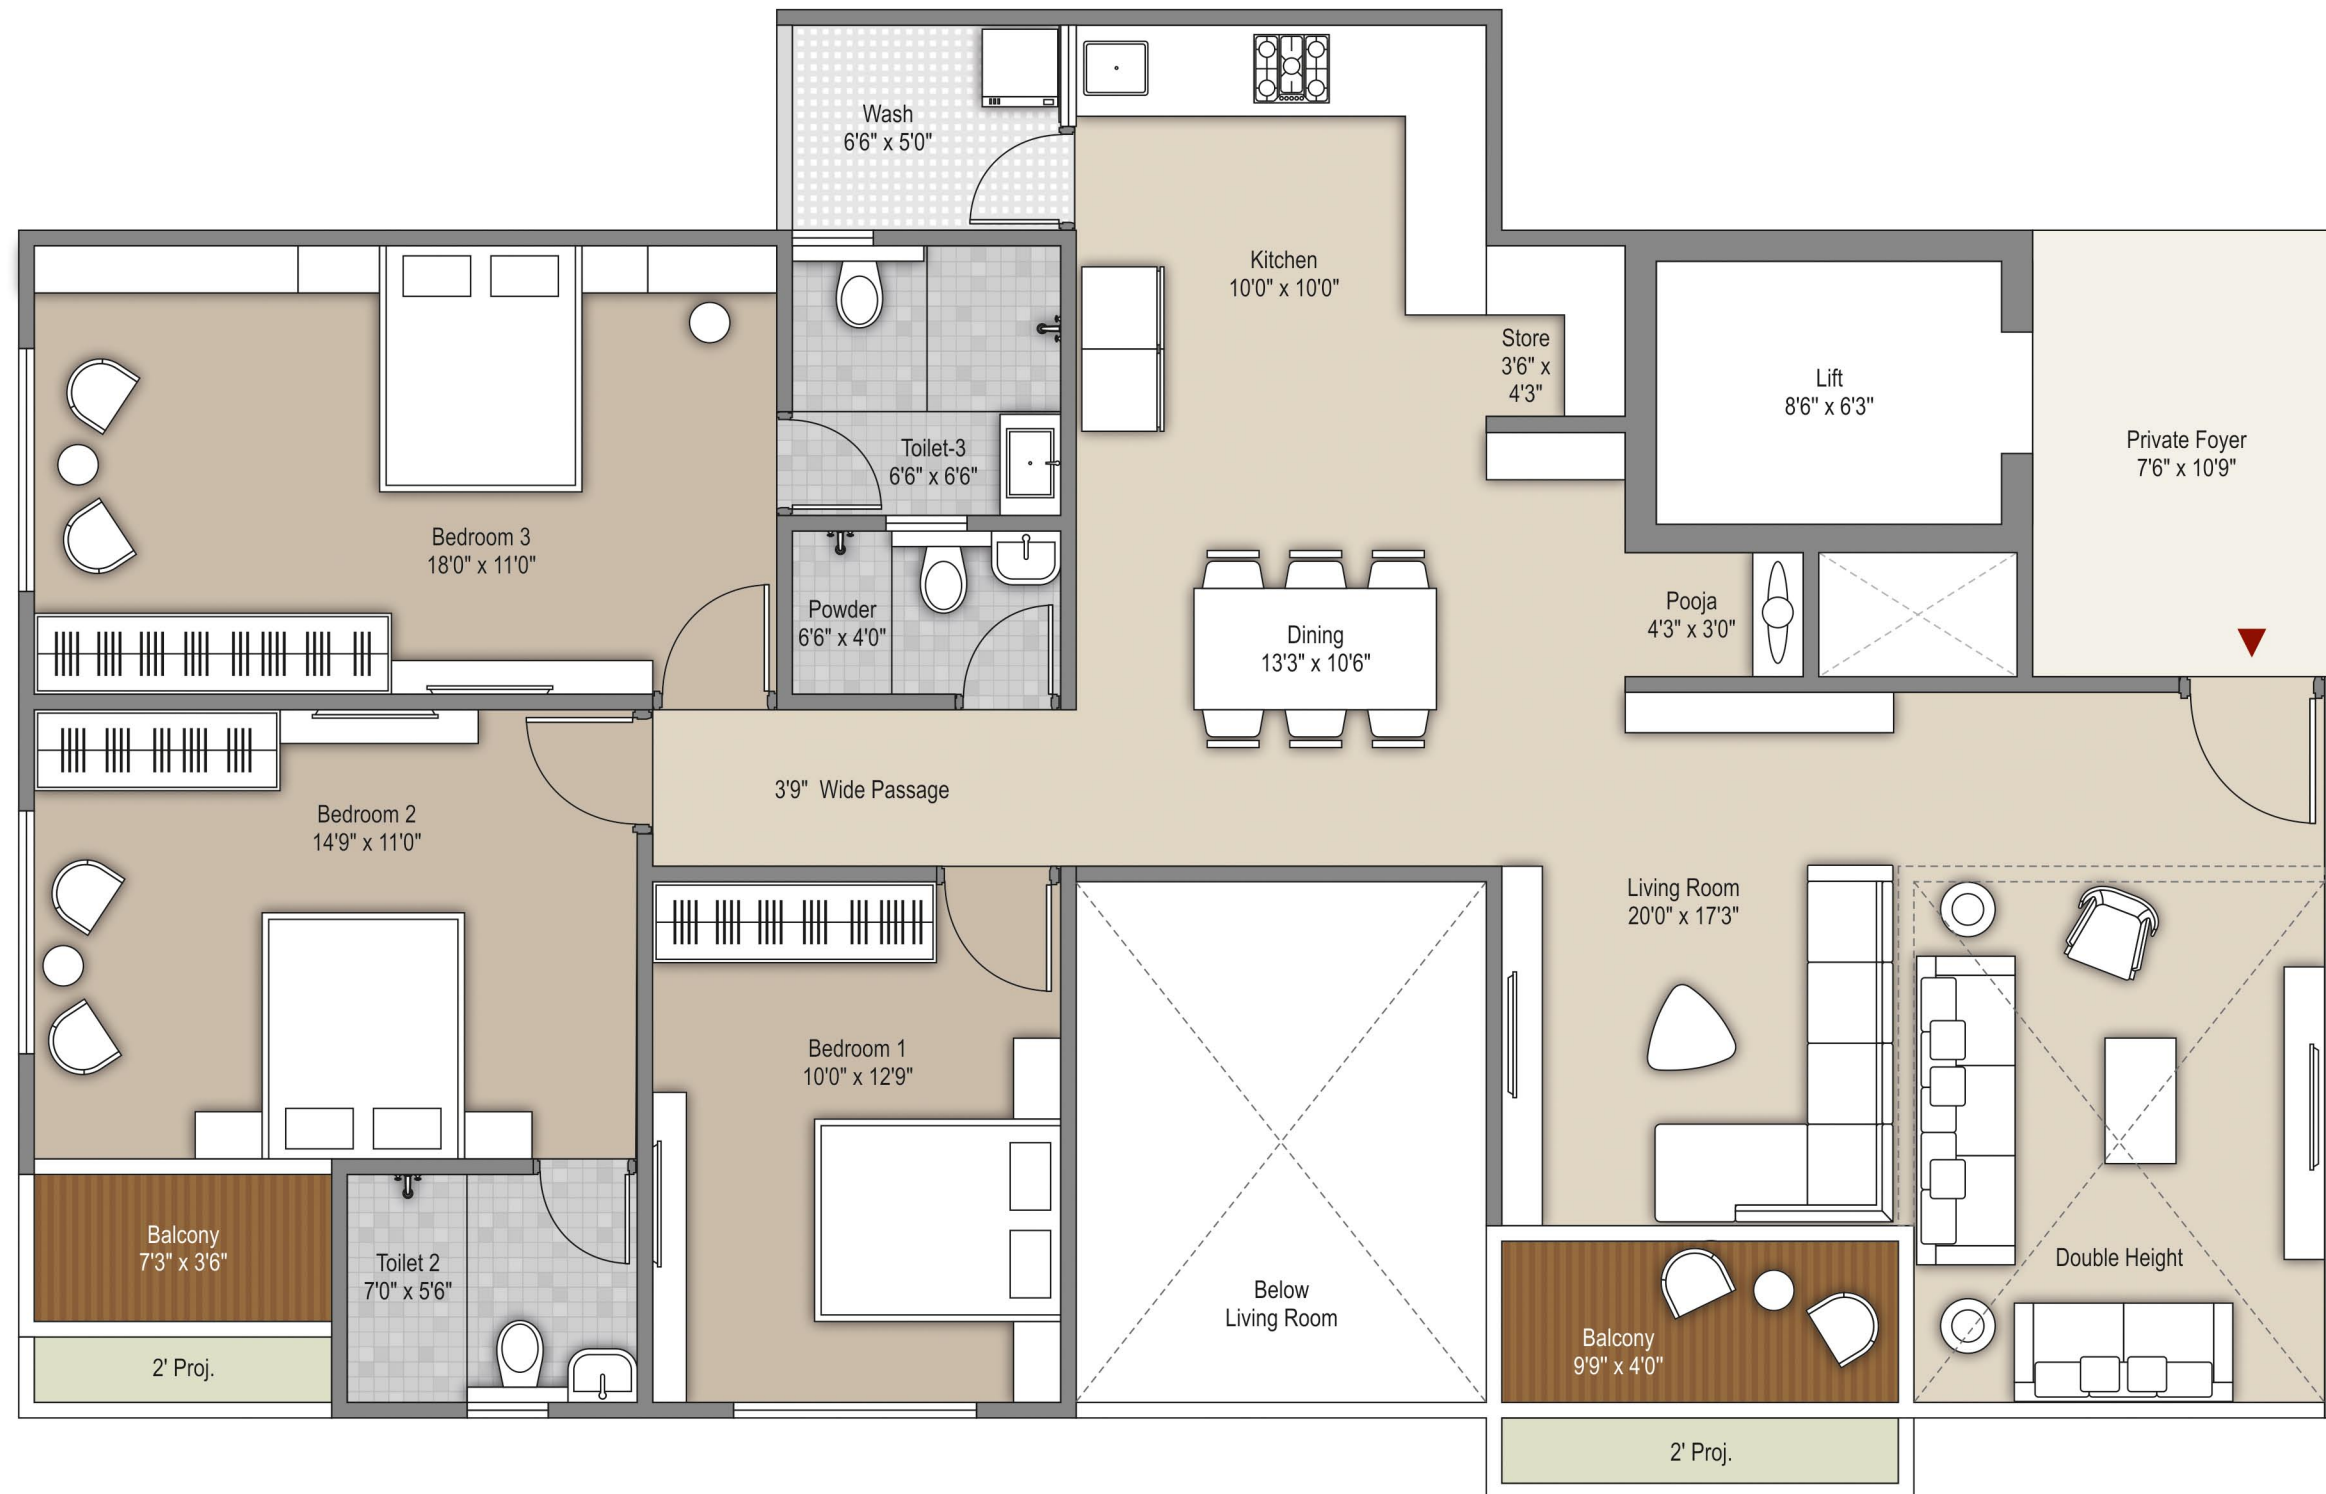 Wash
6'6" x 5'0"
Kitchen
10'0" x 10'0"
Store
3'6" x
4'3"
Lift
8'6" x 6'3"
Private Foyer
7'6" x 10'9"
Toilet-3
6'6" x 6'6"
Bedroom 3
18'0" x 11'0"
Powder
6'6" x 4'0"
Dining
13'3" x 10'6"
Pooja
4'3" x 3'0"
3'9" Wide Passage
Bedroom 2
14'9" x 11'0"
Living Room
20'0" x 17'3"
Bedroom 1
10'0" x 12'9"
Balcony
7'3" x 3'6"
Toilet 2
7'0" x 5'6"
Below
Living Room
Double Height
Balcony
9'9" x 4'0"
2' Proj.
2' Proj.